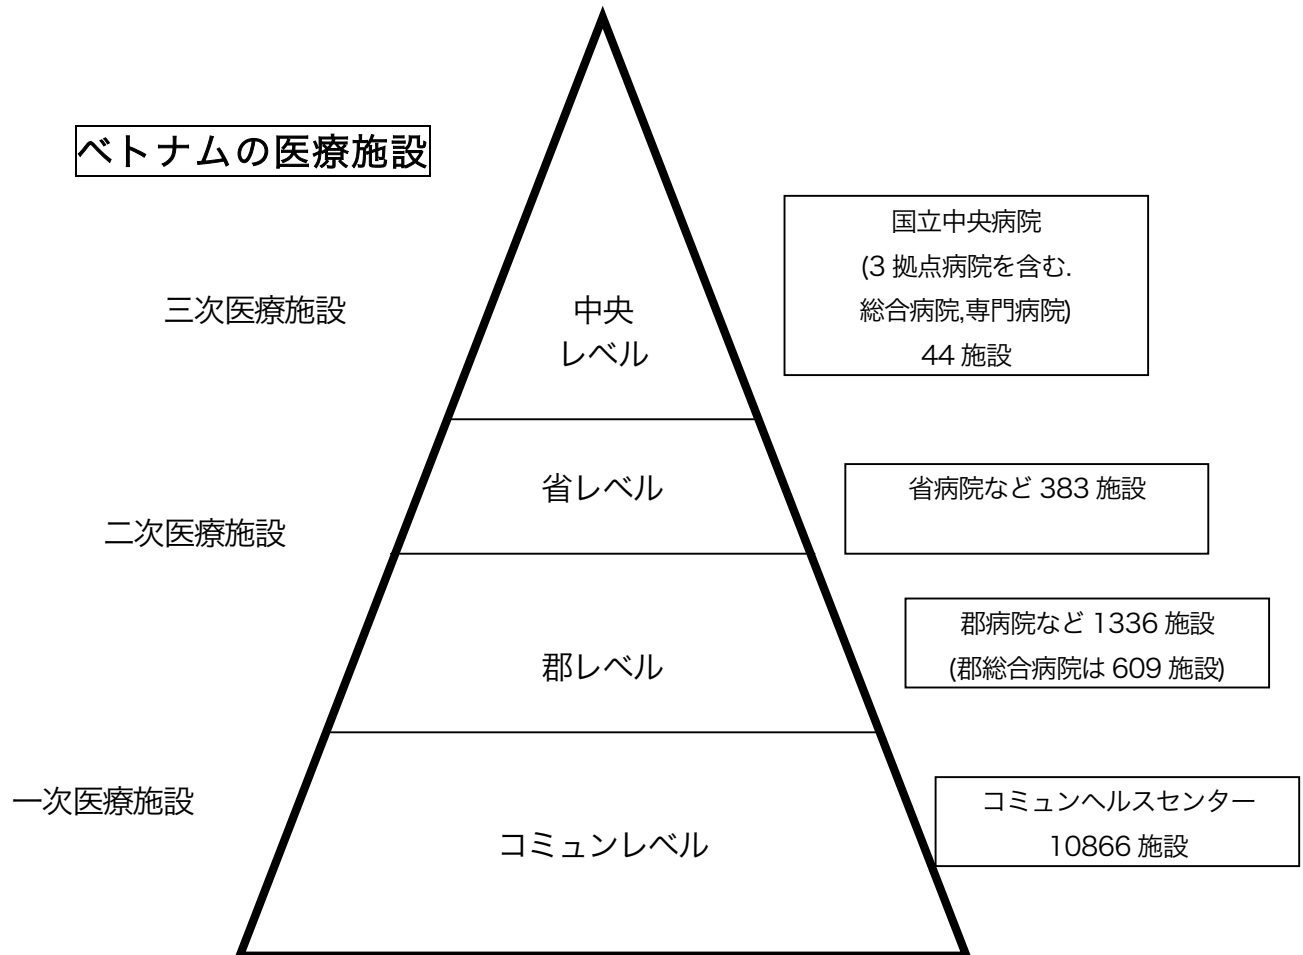 ベトナムの医療施設
国立中央病院
(3 拠点病院を含む.
総合病院,専門病院)
44 施設
三次医療施設
中央
レベル
省レベル
省病院など 383 施設
二次医療施設
郡病院など 1336 施設
(郡総合病院は 609 施設)
郡レベル
一次医療施設
コミュンヘルスセンター
10866 施設
コミュンレベル